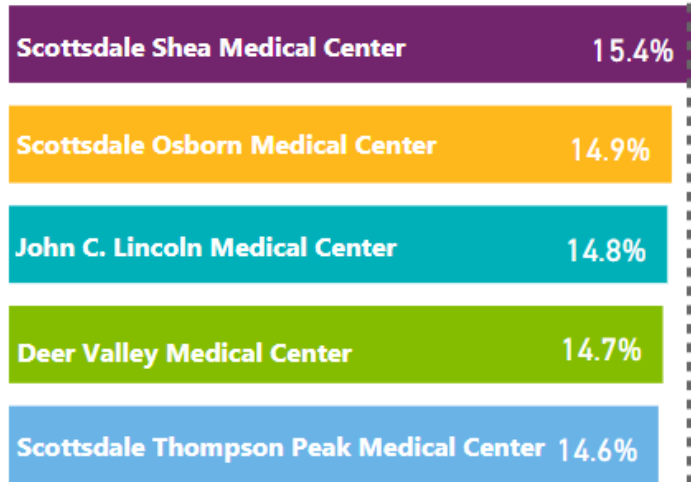 Scottsdale Shea Medical Center 15.4%
Scottsdale Osborn Medical Center 14.9%
John C. Lincoln Medical Center 14.8%
Deer Valley Medical Center 14.7%
Scottsdale Thompson Peak Medical Center 14.6%